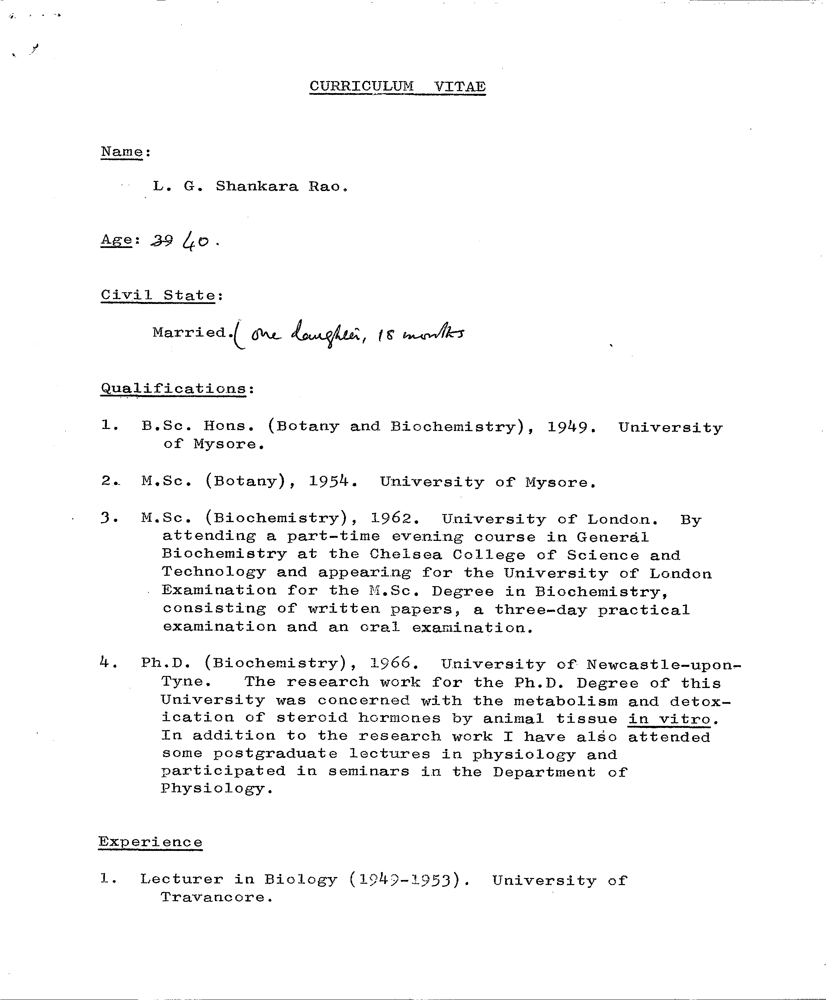 CURRICULUM VITAE
Name:
L. G. Shankara Rao.
Age: 39 40.
Civil State:
Married. ( one daughter, 18 months
Qualifications:
1. B.Sc. Hons. (Botany and Biochemistry), 1949. University
of Mysore.
2. M.Sc. (Botany), 1954. University of Mysore.
3. M.Sc. (Biochemistry), 1962. University of London. By
attending a part-time evening course in General
Biochemistry at the Chelsea College of Science and
Technology and appearing for the University of London
Examination for the M.Sc. Degree in Biochemistry,
consisting of written papers, a three-day practical
examination and an oral examination.
4. Ph.D. (Biochemistry), 1966. University of Newcastle-upon-
Tyne. The research work for the Ph.D. Degree of this
University was concerned with the metabolism and detox-
ication of steroid hormones by animal tissue in vitro.
In addition to the research work I have also attended
some postgraduate lectures in physiology and
participated in seminars in the Department of
Physiology.
Experience
1. Lecturer in Biology (1949-1953). University of
Travancore.